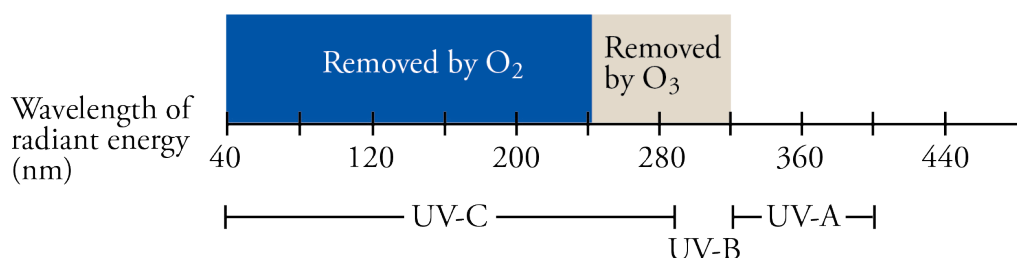 Removed by O₂
Removed
by O₃
Wavelength of
radiant energy
(nm)
40 120 200 280 360 440
UV-C UV-A
UV-B